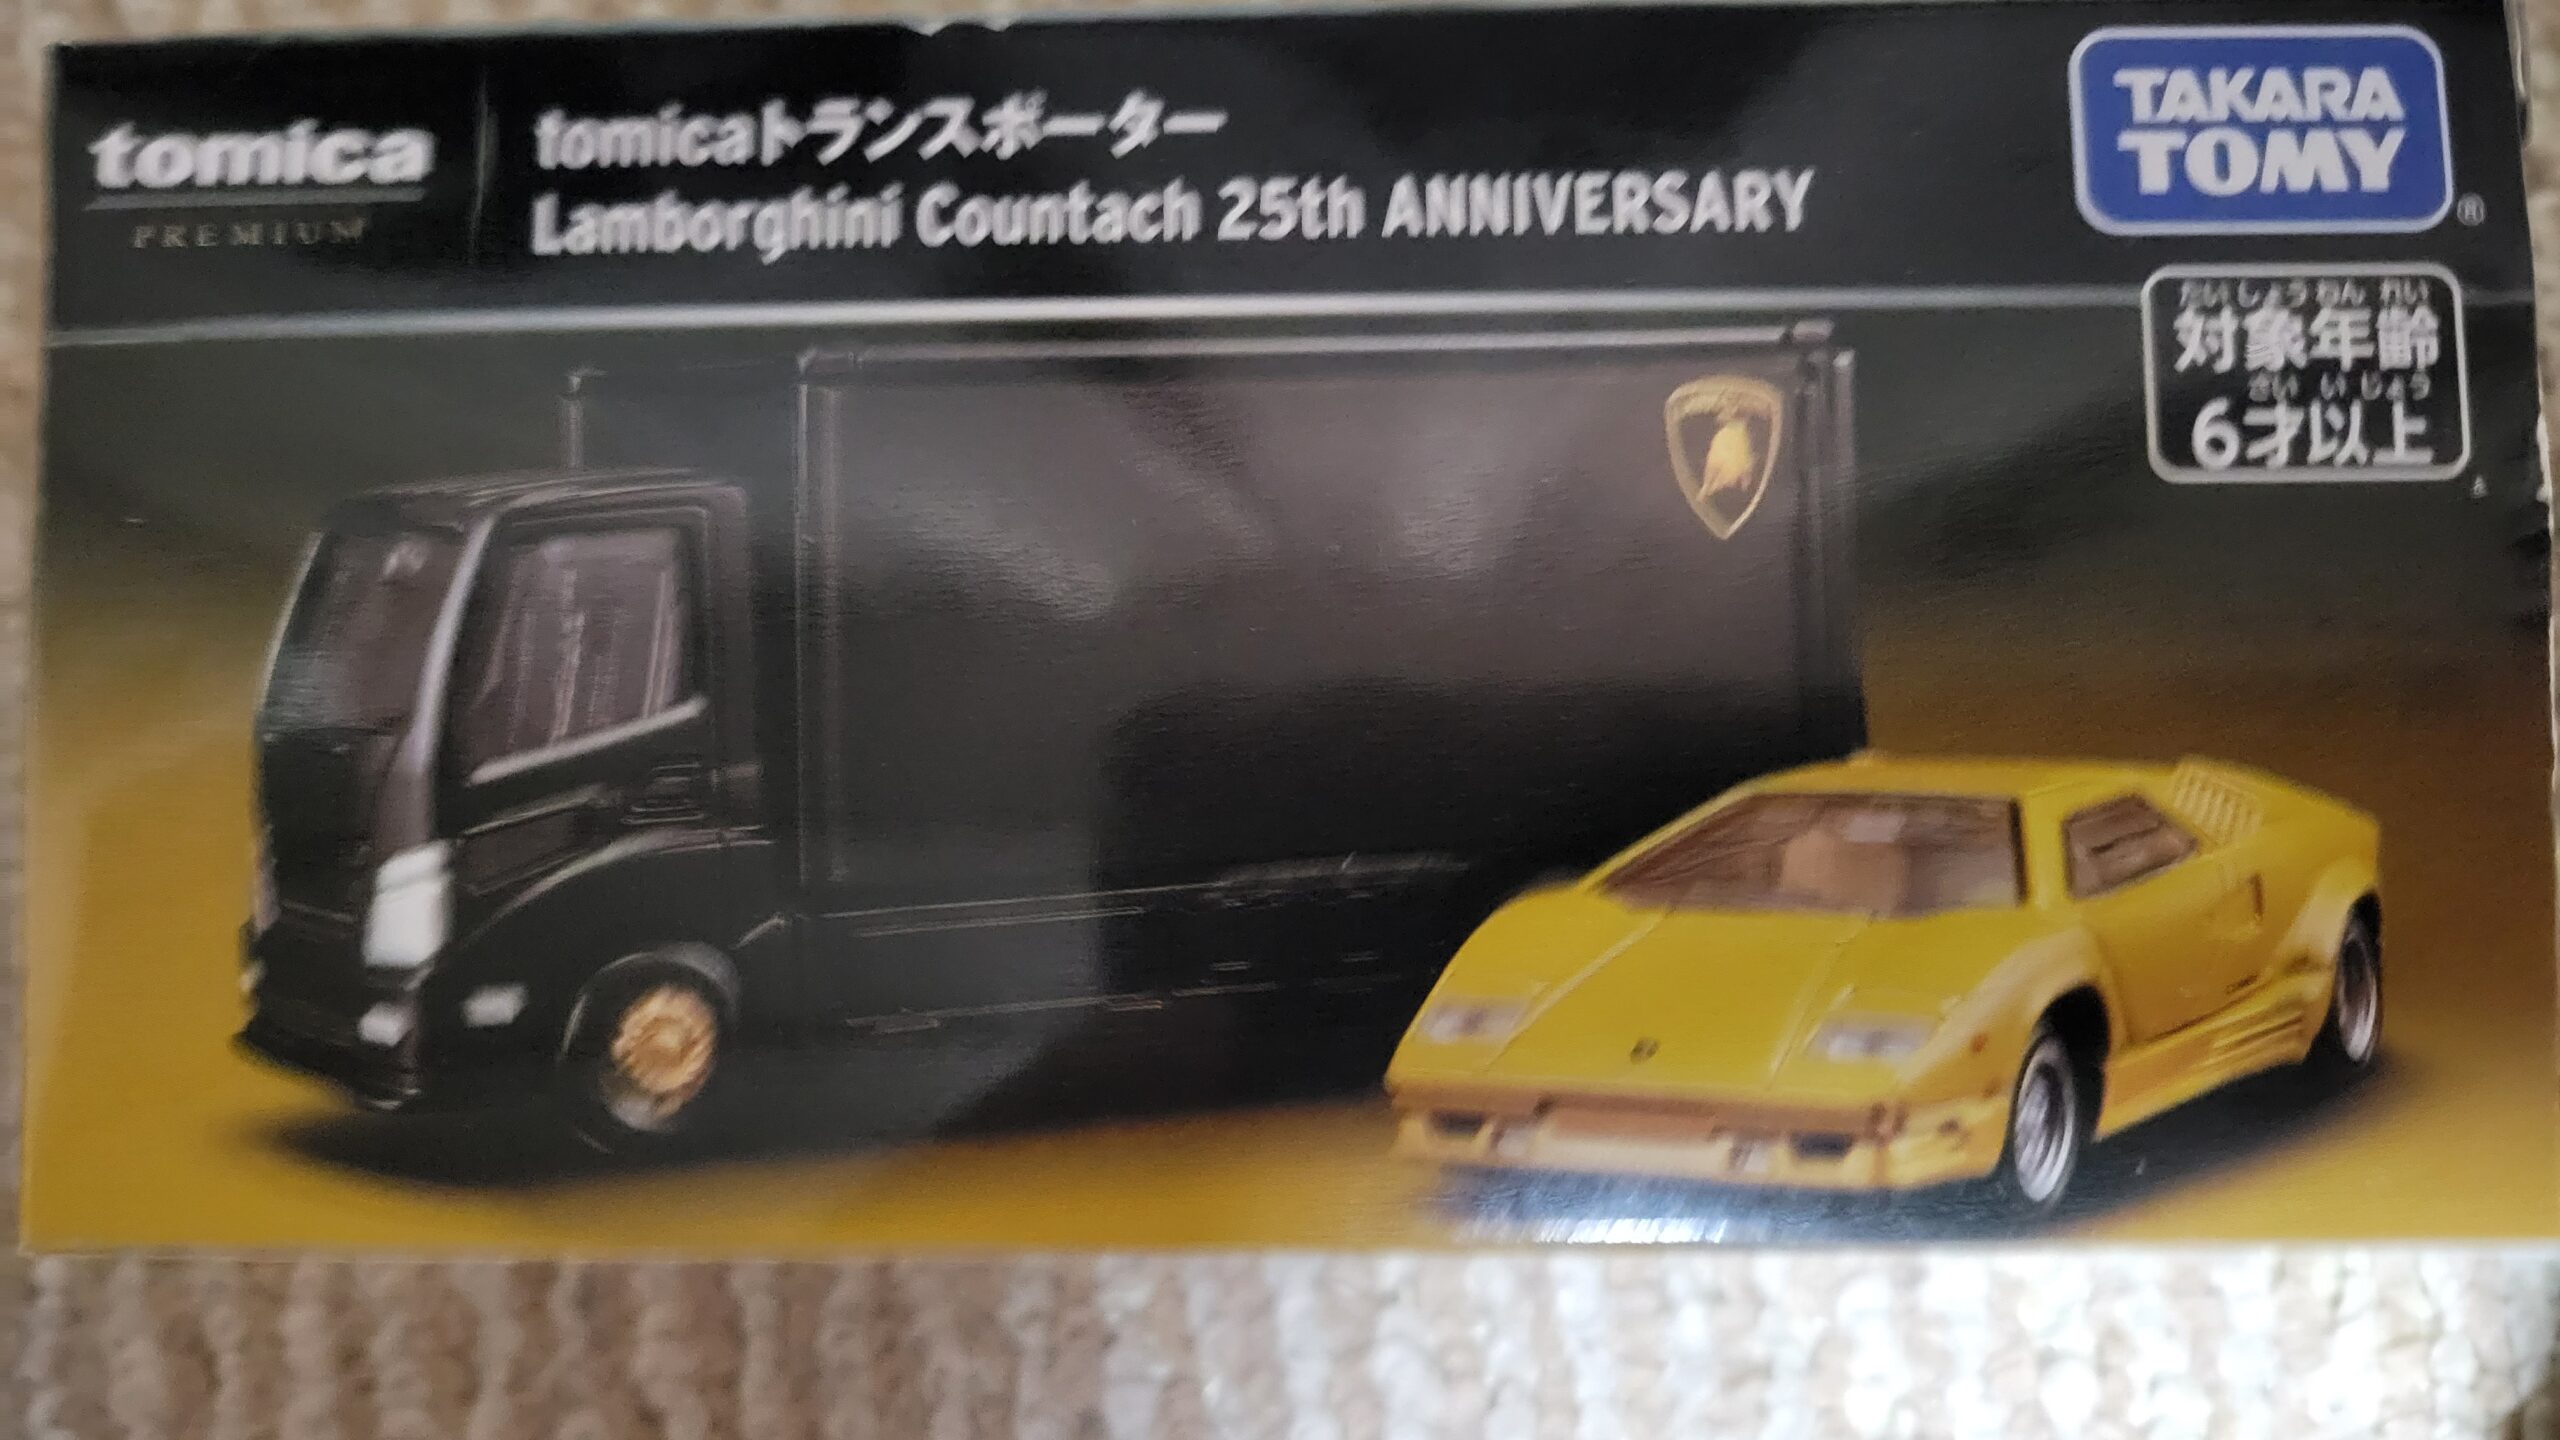 tomica
PREMIUM
tomicaトランスポーター
Lamborghini Countach 25th ANNIVERSARY
TAKARA
TOMY
®
たいしょうねんれい
対象年齢
さいいじょう
6才以上